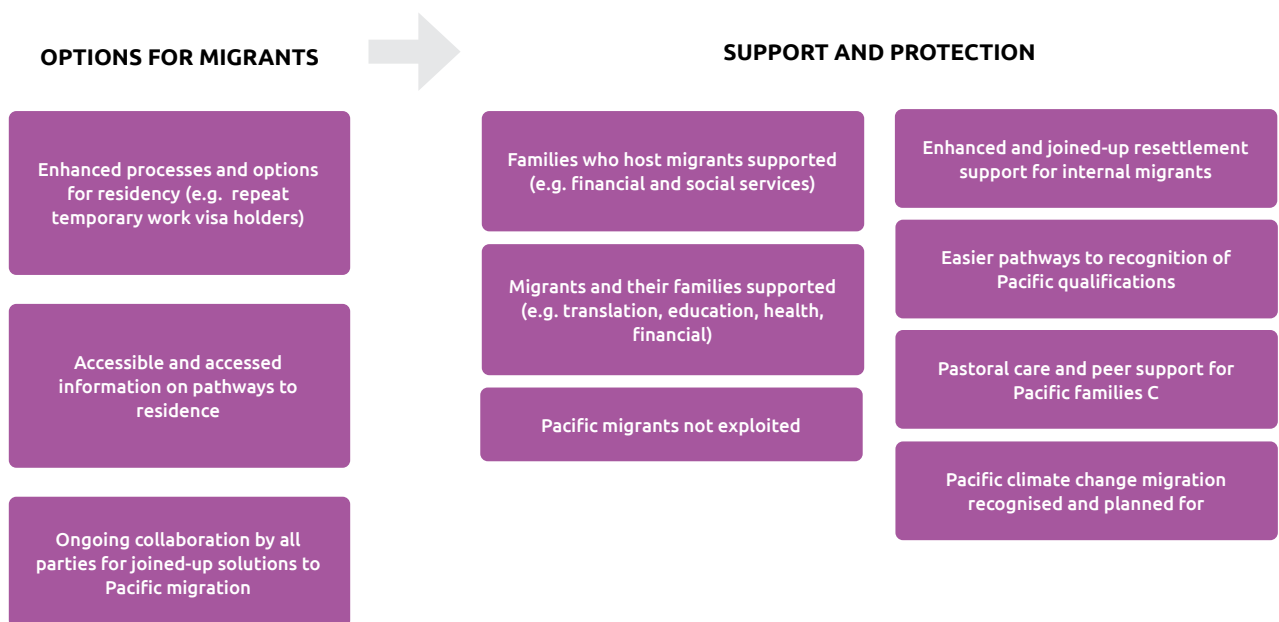 OPTIONS FOR MIGRANTS
Enhanced processes and options
for residency (e.g. repeat
temporary work visa holders)
Accessible and accessed
information on pathways to
residence
Ongoing collaboration by all
parties for joined-up solutions to
Pacific migration
SUPPORT AND PROTECTION
Families who host migrants supported
(e.g. financial and social services)
Migrants and their families supported
(e.g. translation, education, health,
financial)
Pacific migrants not exploited
Enhanced and joined-up resettlement
support for internal migrants
Easier pathways to recognition of
Pacific qualifications
Pastoral care and peer support for
Pacific families C
Pacific climate change migration
recognised and planned for